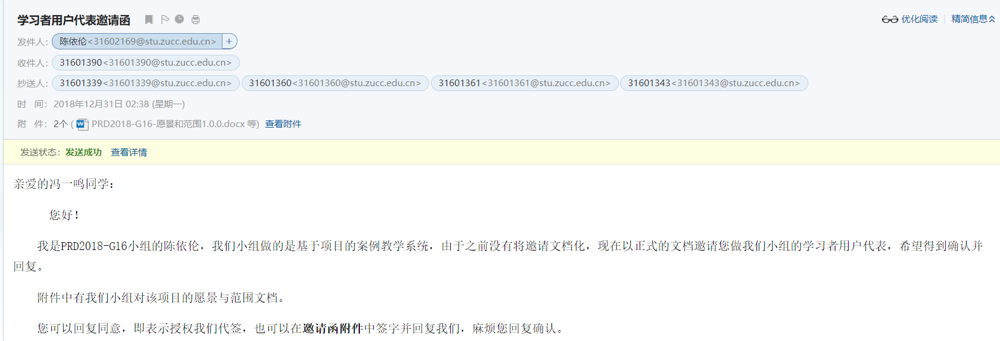 学习者用户代表邀请函
优化阅读 | 精简信息
发件人：陈依伦<31602169@stu.zucc.edu.cn> +
收件人：31601390<31601390@stu.zucc.edu.cn>
抄送人：31601339<31601339@stu.zucc.edu.cn> 31601360<31601360@stu.zucc.edu.cn> 31601361<31601361@stu.zucc.edu.cn> 31601343<31601343@stu.zucc.edu.cn>
时 间：2018年12月31日 02:38 (星期一)
附 件：2个 ( W PRD2018-G16-愿景和范围1.0.0.docx 等) 查看附件
发送状态：发送成功 查看详情
亲爱的冯一鸣同学：
您好！
我是PRD2018-G16小组的陈依伦，我们小组做的是基于项目的案例教学系统，由于之前没有将邀请文档化，现在以正式的文档邀请您做我们小组的学习者用户代表，希望得到确认并
回复。
附件中有我们小组对该项目的愿景与范围文档。
您可以回复同意，即表示授权我们代签，也可以在邀请函附件中签字并回复我们，麻烦您回复确认。